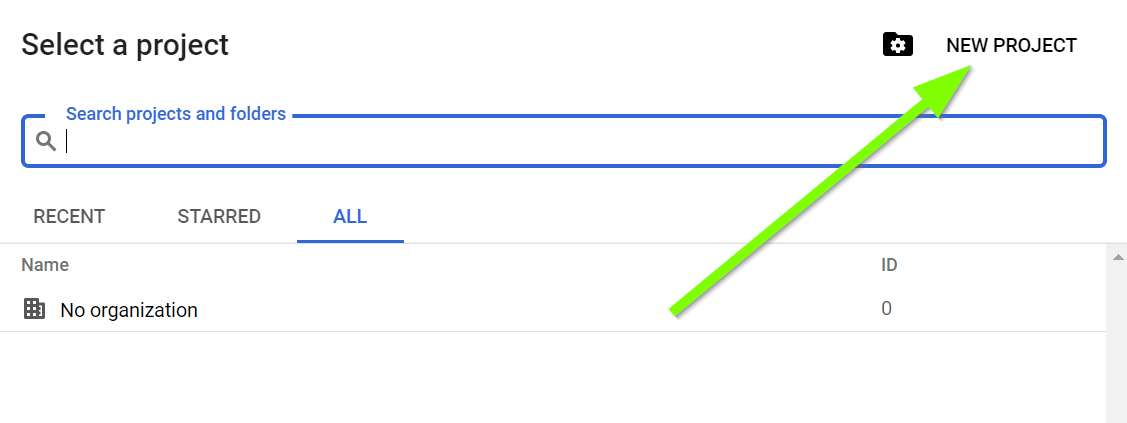 Select a project
NEW PROJECT
Search projects and folders
RECENT STARRED ALL
Name ID
No organization 0